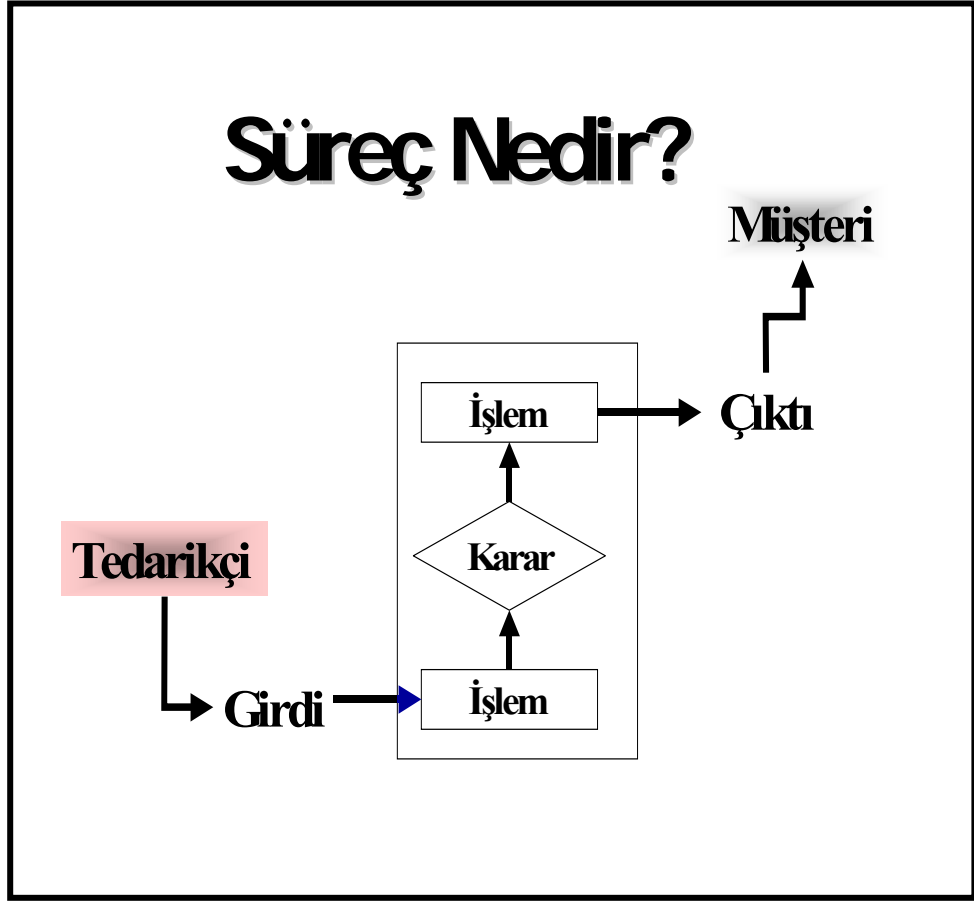 Süreç Nedir?
Müşteri
İşlem
Çıktı
Karar
Tedarikçi
İşlem
Girdi